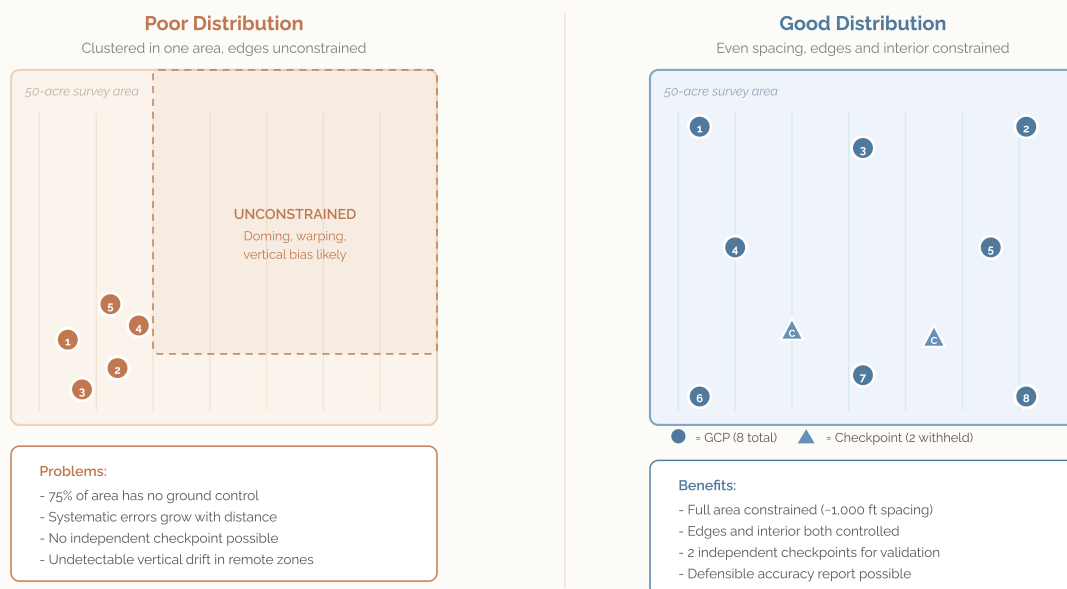 Poor Distribution
Clustered in one area, edges unconstrained
50-acre survey area
UNCONSTRAINED
Doming, warping,
vertical bias likely
5
4
1
2
3
Problems:
- 75% of area has no ground control
- Systematic errors grow with distance
- No independent checkpoint possible
- Undetectable vertical drift in remote zones
Good Distribution
Even spacing, edges and interior constrained
50-acre survey area
1
2
3
4
5
C
C
7
6
8
= GCP (8 total)
= Checkpoint (2 withheld)
Benefits:
- Full area constrained (~1,000 ft spacing)
- Edges and interior both controlled
- 2 independent checkpoints for validation
- Defensible accuracy report possible